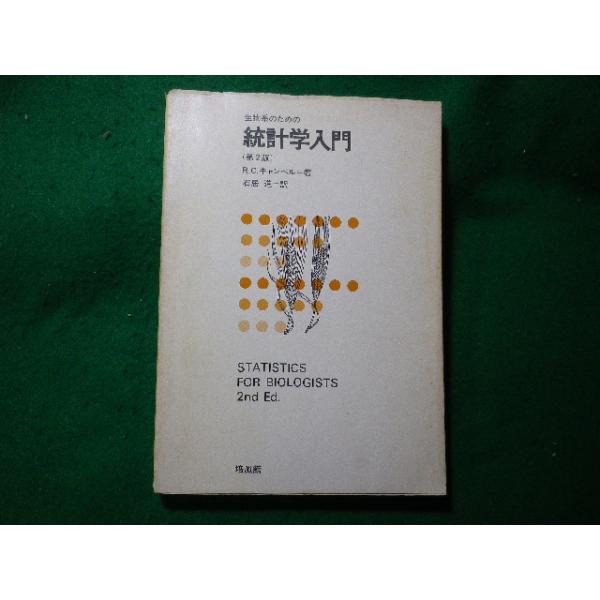 生物系のための
統計学入門
(第2版)
R.C.キャンベル=著
石居 進=訳
STATISTICS
FOR BIOLOGISTS
2nd Ed.
培風館